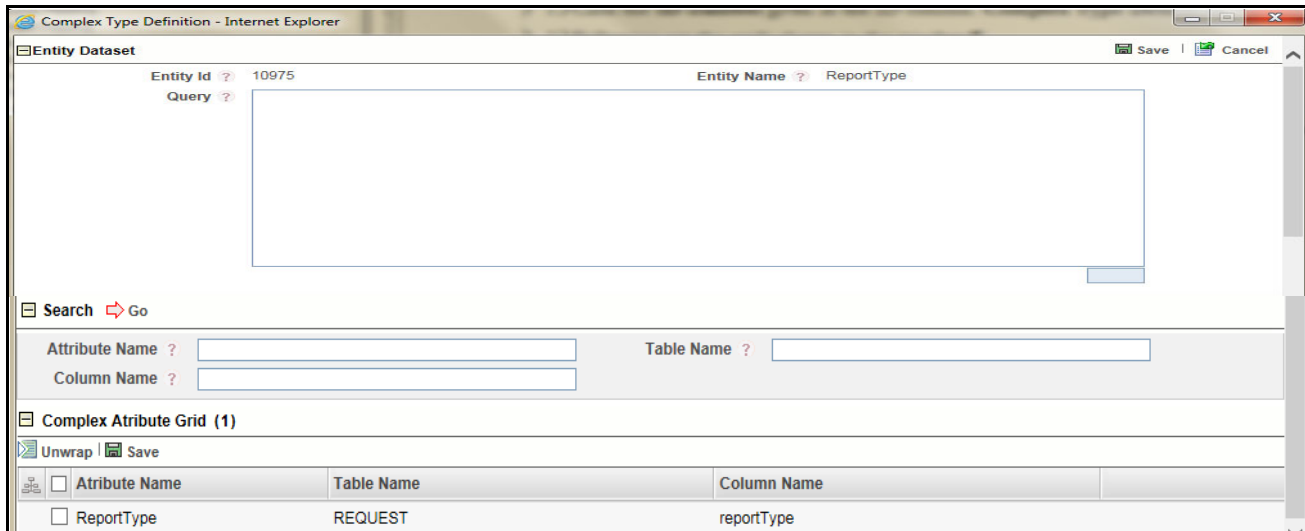 Complex Type Definition - Internet Explorer
Entity Dataset Save | Cancel
Entity Id ? 10975 Entity Name ? ReportType
Query ?
Search Go
Attribute Name ? Table Name ?
Column Name ?
Complex Atribute Grid (1)
Unwrap | Save
Atribute Name Table Name Column Name
ReportType REQUEST reportType